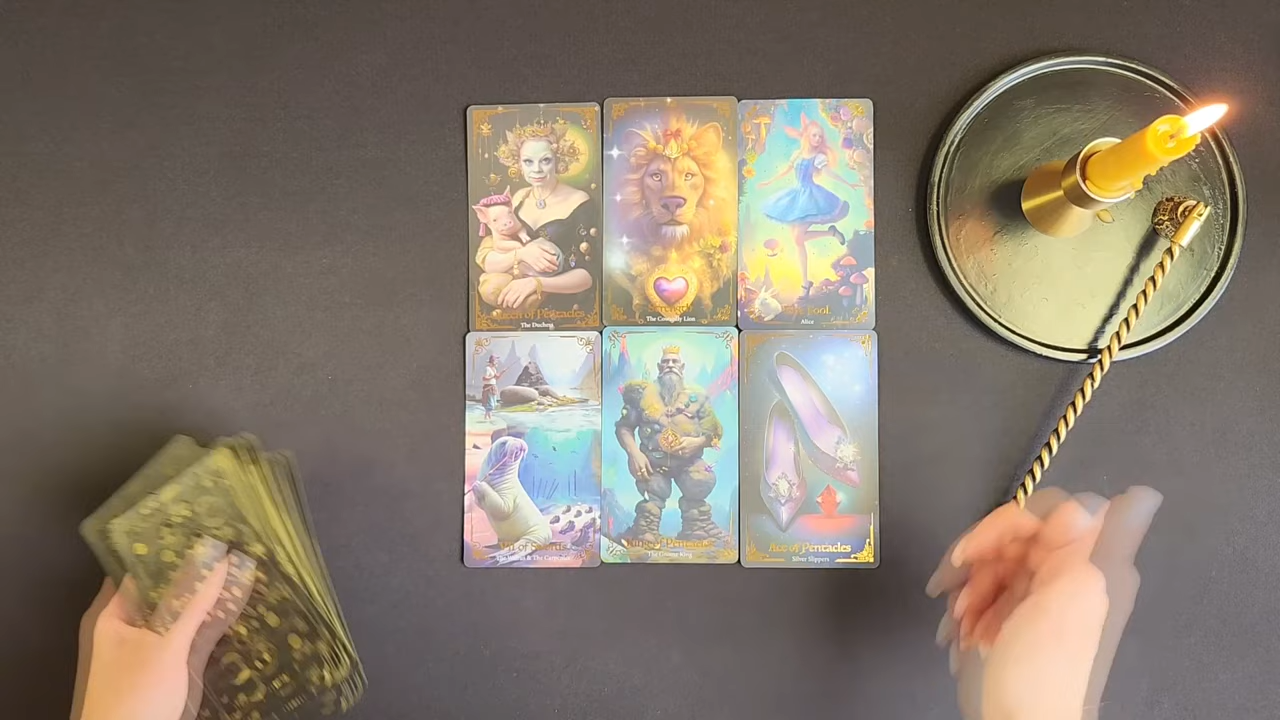 Queen of Pentacles
The Duchess
Strength
The Cowardly Lion
The Fool
Alice
The Walrus & The Carpenter
King of Pentacles
The Gnome King
Ace of Pentacles
Silver Slippers